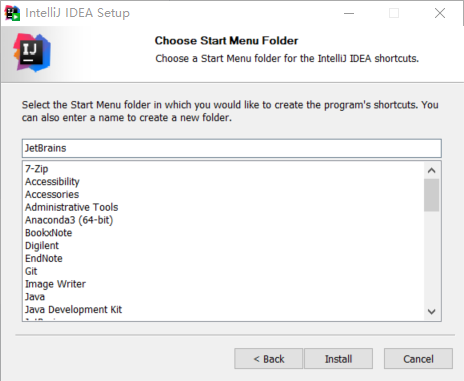 IntelliJ IDEA Setup
IJ
Choose Start Menu Folder
Choose a Start Menu folder for the IntelliJ IDEA shortcuts.
Select the Start Menu folder in which you would like to create the program's shortcuts. You
can also enter a name to create a new folder.
JetBrains
7-Zip
Accessibility
Accessories
Administrative Tools
Anaconda3 (64-bit)
BookxNote
Digilent
EndNote
Git
Image Writer
Java
Java Development Kit
< Back
Install
Cancel